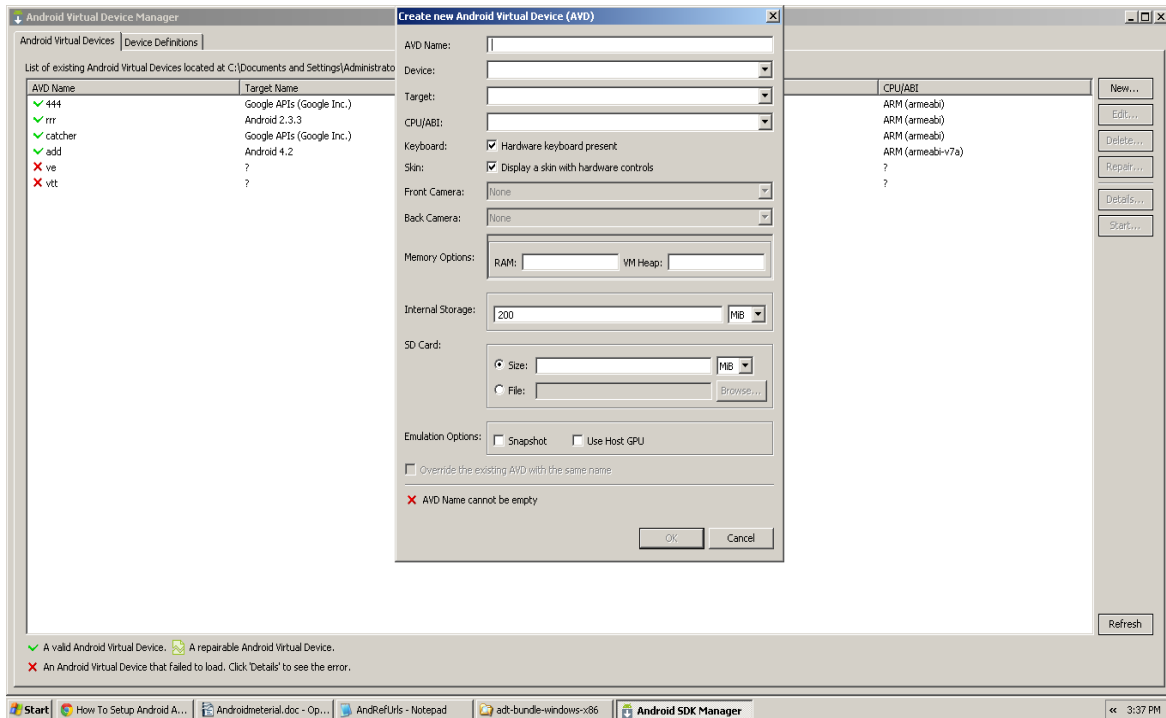 Android Virtual Device Manager
Android Virtual Devices
Device Definitions
List of existing Android Virtual Devices located at C:\Documents and Settings\Administrato
AVD Name Target Name CPU/ABI
444 Google APIs (Google Inc.) ARM (armeabi)
rrr Android 2.3.3 ARM (armeabi)
catcher Google APIs (Google Inc.) ARM (armeabi)
add Android 4.2 ARM (armeabi-v7a)
ve ? ?
vtt ? ?
New...
Edit...
Delete...
Repair...
Details...
Start...
Refresh
Create new Android Virtual Device (AVD)
AVD Name:
Device:
Target:
CPU/ABI:
Keyboard: Hardware keyboard present
Skin: Display a skin with hardware controls
Front Camera: None
Back Camera: None
Memory Options: RAM: VM Heap:
Internal Storage: 200 MiB
SD Card:
Size: MiB
File: Browse...
Emulation Options: Snapshot Use Host GPU
Override the existing AVD with the same name
AVD Name cannot be empty
OK Cancel
A valid Android Virtual Device. A repairable Android Virtual Device.
An Android Virtual Device that failed to load. Click 'Details' to see the error.
Start How To Setup Android A... Androidmeterial.doc - Op... AndRefUrls - Notepad adt-bundle-windows-x86 Android SDK Manager « 3:37 PM